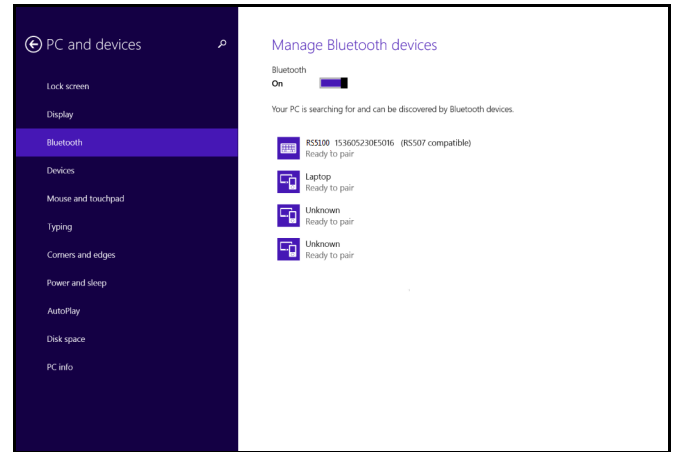 PC and devices
Lock screen
Display
Bluetooth
Devices
Mouse and touchpad
Typing
Corners and edges
Power and sleep
AutoPlay
Disk space
PC info
Manage Bluetooth devices
Bluetooth
On
Your PC is searching for and can be discovered by Bluetooth devices.
RS5100 153605230E5016 (RS507 compatible)
Ready to pair
Laptop
Ready to pair
Unknown
Ready to pair
Unknown
Ready to pair